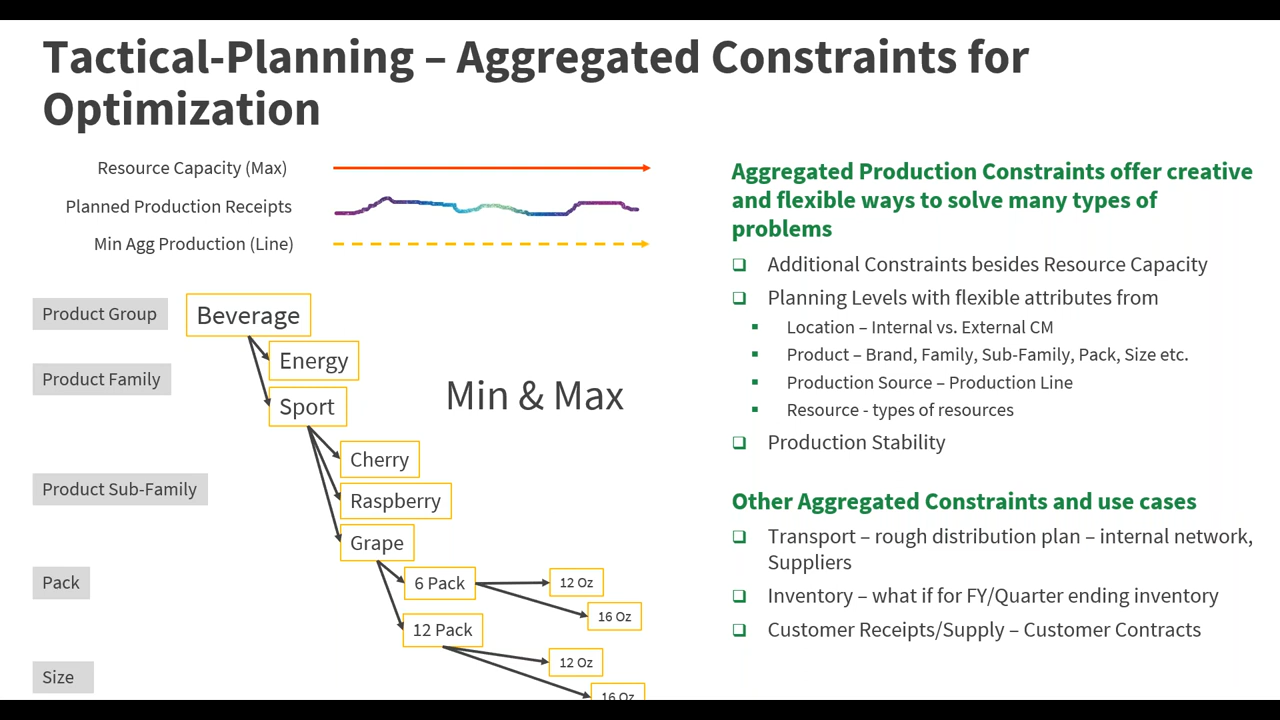 Tactical-Planning – Aggregated Constraints for
Optimization
Resource Capacity (Max)
Planned Production Receipts
Min Agg Production (Line)
Product Group
Beverage
Energy
Product Family
Sport
Min & Max
Cherry
Product Sub-Family
Raspberry
Grape
Pack
6 Pack
12 Oz
16 Oz
12 Pack
12 Oz
Size
16 Oz
Aggregated Production Constraints offer creative
and flexible ways to solve many types of
problems
Additional Constraints besides Resource Capacity
Planning Levels with flexible attributes from
Location – Internal vs. External CM
Product – Brand, Family, Sub-Family, Pack, Size etc.
Production Source – Production Line
Resource - types of resources
Production Stability
Other Aggregated Constraints and use cases
Transport – rough distribution plan – internal network,
Suppliers
Inventory – what if for FY/Quarter ending inventory
Customer Receipts/Supply – Customer Contracts